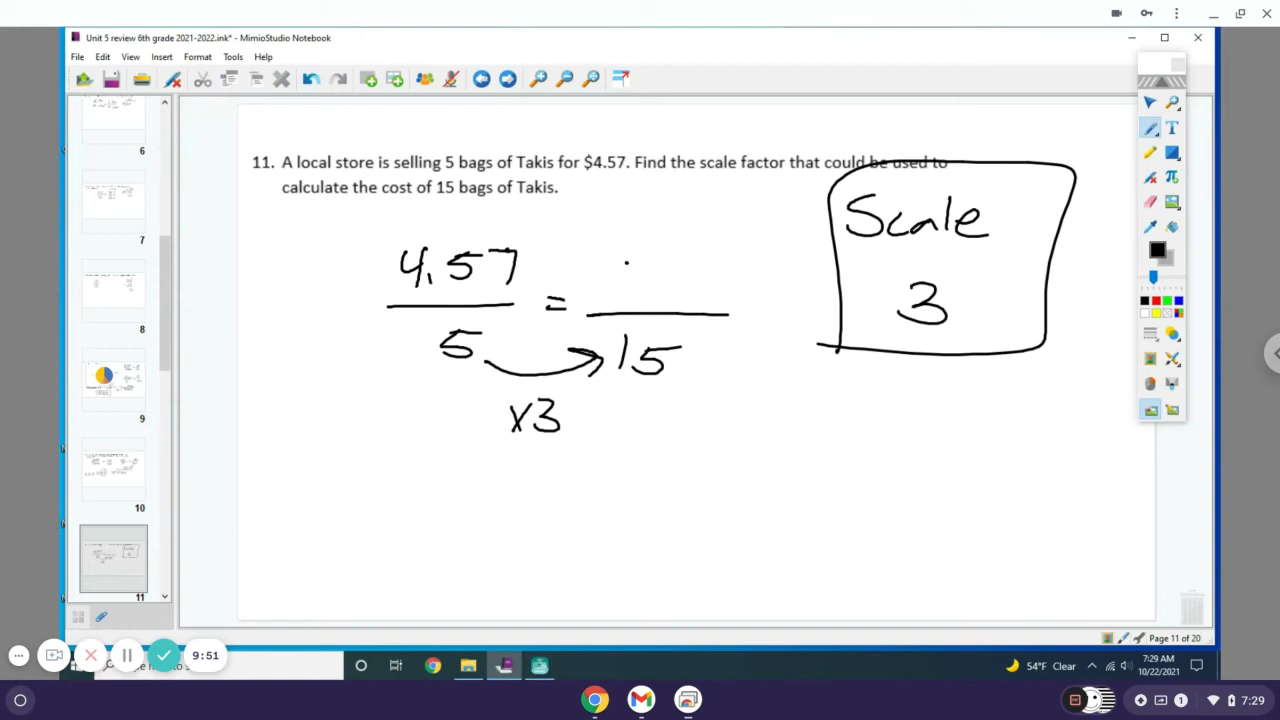 Unit 5 review 6th grade 2021-2022.ink* - MimioStudio Notebook
File Edit View Insert Format Tools Help
6
7
8
9
10
11
11. A local store is selling 5 bags of Takis for $4.57. Find the scale factor that could be used to
calculate the cost of 15 bags of Takis.
Scale
3
4.57
=
5
15
x3
Page 11 of 20
9:51
54°F Clear
7:29 AM
10/22/2021
1
7:29